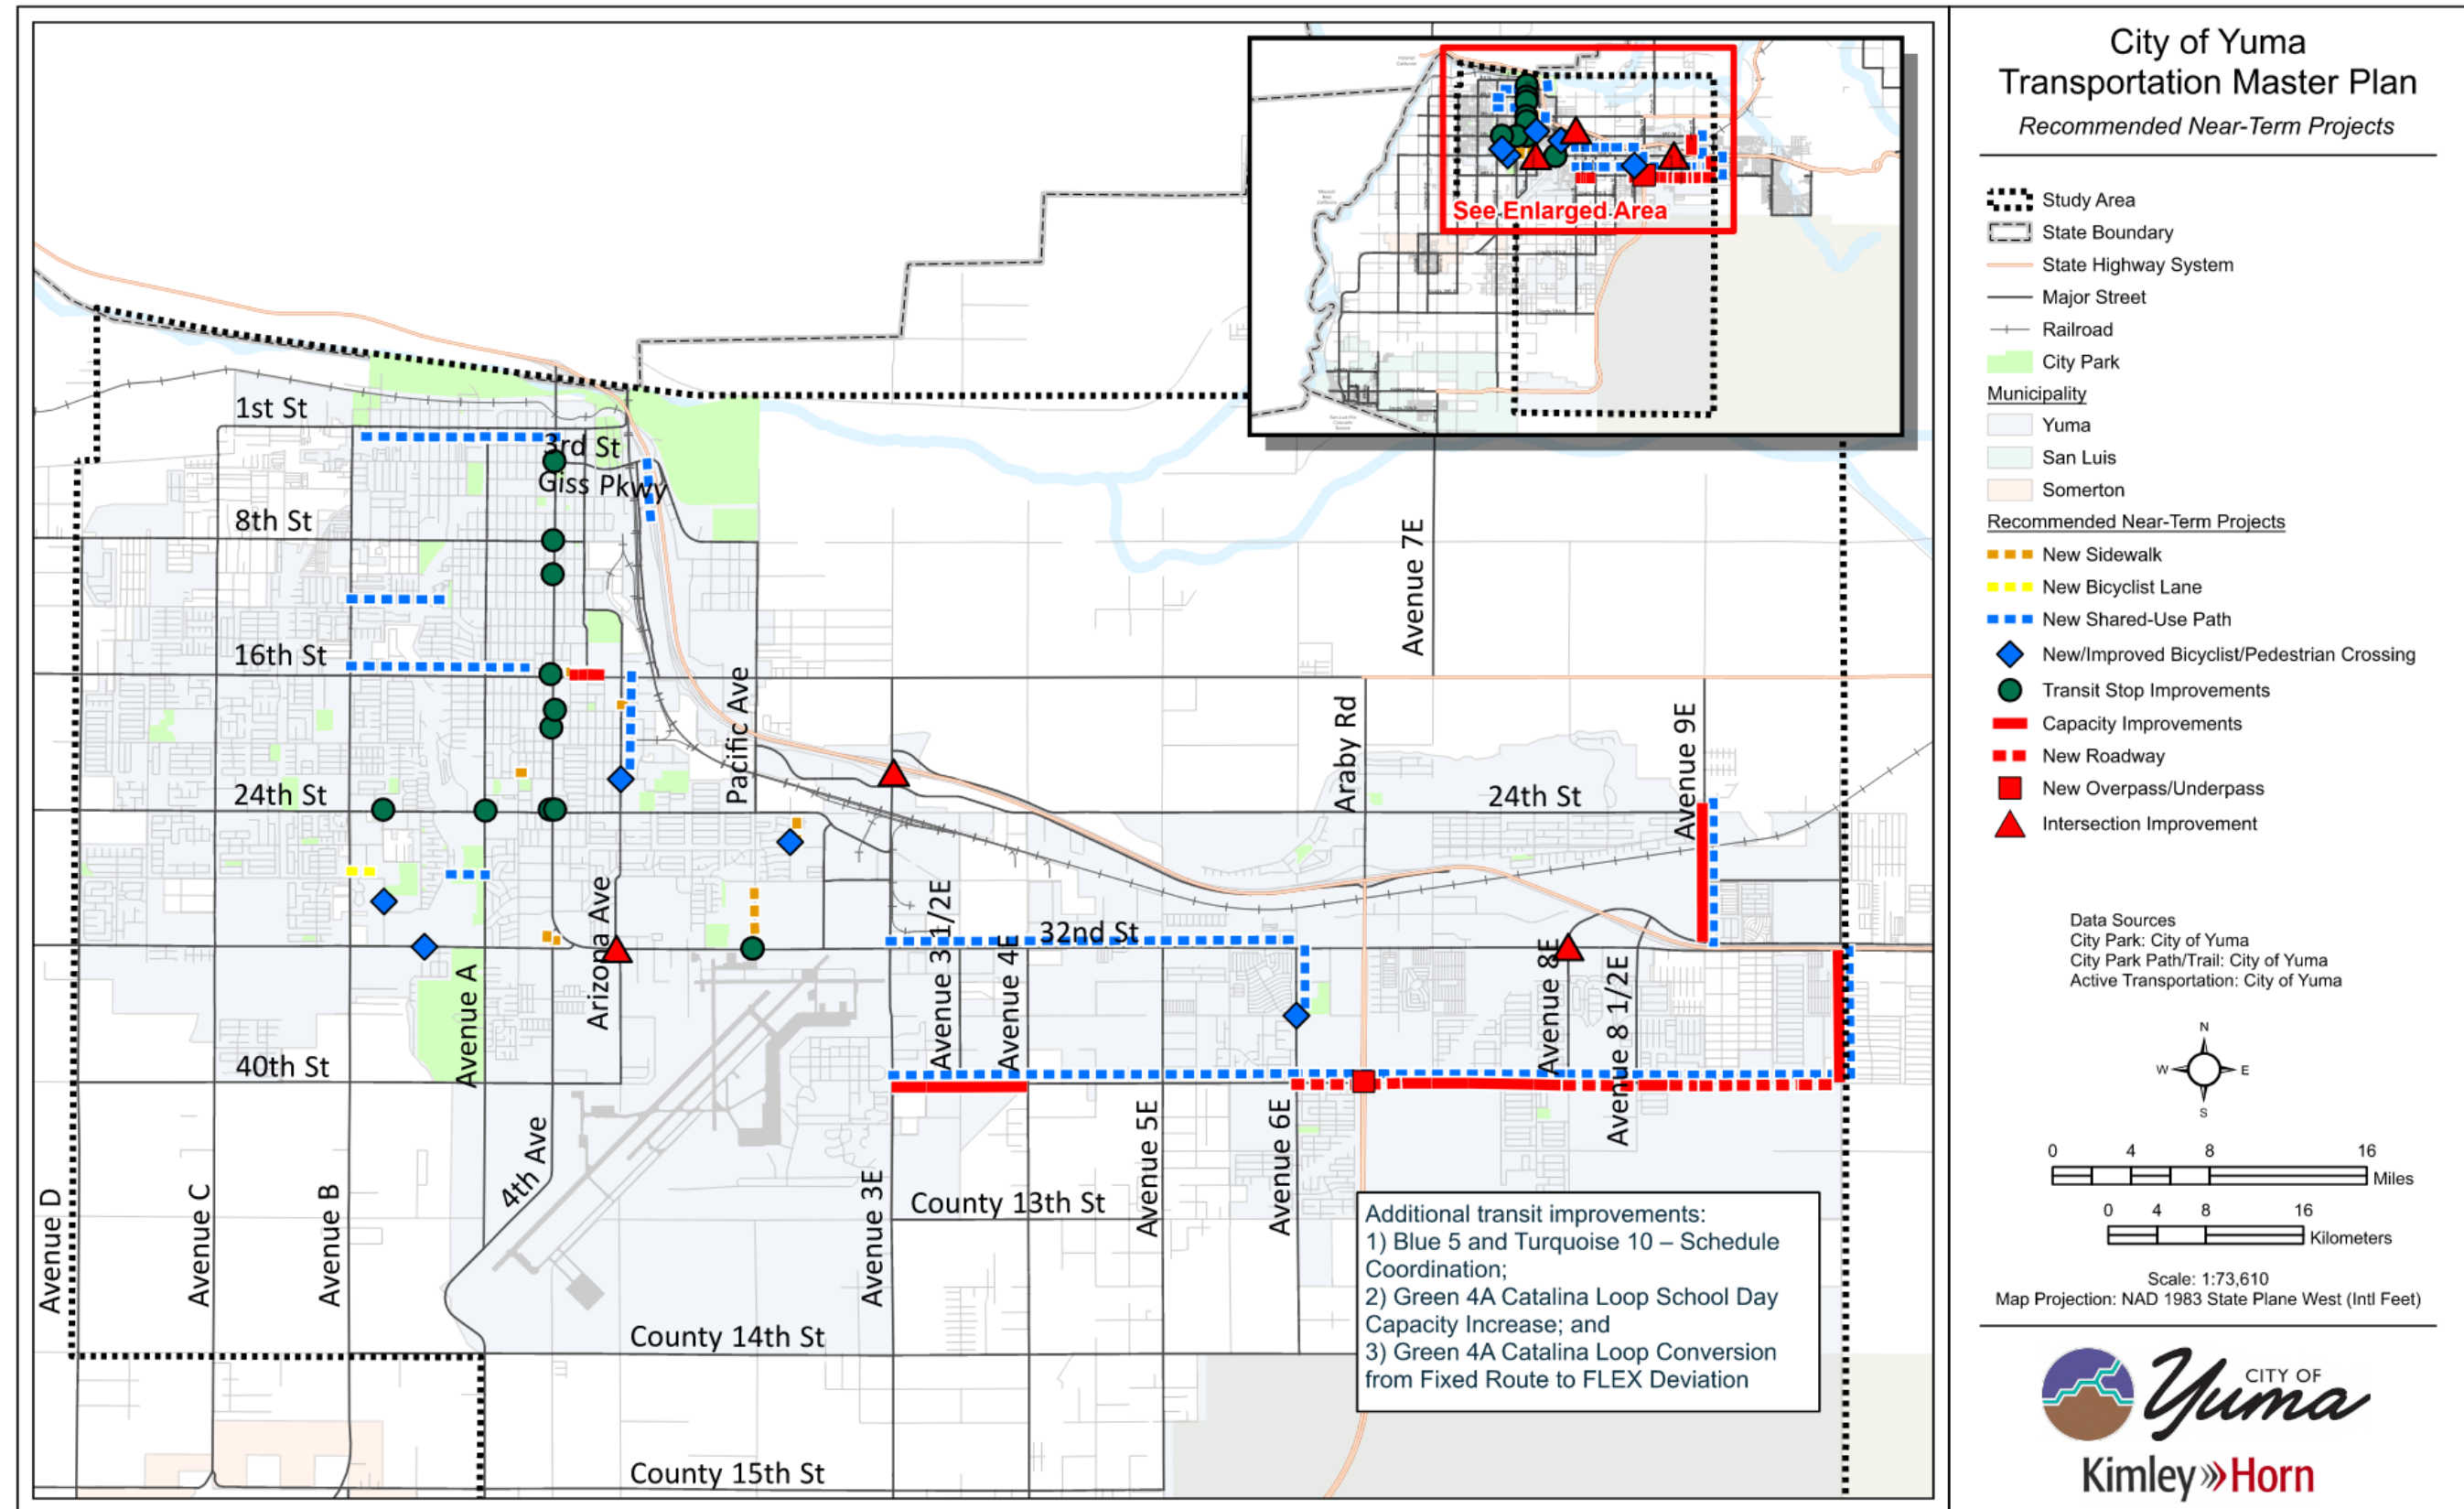 City of Yuma
Transportation Master Plan
Recommended Near-Term Projects
Study Area
State Boundary
State Highway System
Major Street
Railroad
City Park
Municipality
Yuma
San Luis
Somerton
Recommended Near-Term Projects
New Sidewalk
New Bicyclist Lane
New Shared-Use Path
New/Improved Bicyclist/Pedestrian Crossing
Transit Stop Improvements
Capacity Improvements
New Roadway
New Overpass/Underpass
Intersection Improvement
Data Sources
City Park: City of Yuma
City Park Path/Trail: City of Yuma
Active Transportation: City of Yuma
N
W
E
S
0 4 8 16
Miles
0 4 8 16
Kilometers
Scale: 1:73,610
Map Projection: NAD 1983 State Plane West (Intl Feet)
CITY OF
Yuma
Kimley»Horn
See Enlarged Area
1st St
3rd St
Giss Pkwy
8th St
16th St
24th St
24th St
32nd St
40th St
County 13th St
County 14th St
County 15th St
Avenue D
Avenue C
Avenue B
Avenue A
4th Ave
Arizona Ave
Pacific Ave
Avenue 3E
Avenue 3 1/2E
Avenue 4E
Avenue 5E
Avenue 6E
Araby Rd
Avenue 7E
Avenue 8E
Avenue 8 1/2E
Avenue 9E
Additional transit improvements:
1) Blue 5 and Turquoise 10 – Schedule
Coordination;
2) Green 4A Catalina Loop School Day
Capacity Increase; and
3) Green 4A Catalina Loop Conversion
from Fixed Route to FLEX Deviation